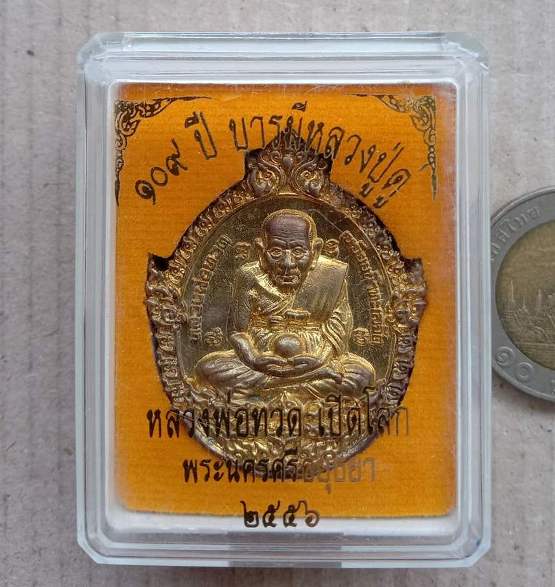 ๑๐๙ ปี บารมีหลวงปู่ดู่
หลวงพ่อทวด เปิดโลก
พระนครศรีอยุธยา
๒๕๕๖
๑๐